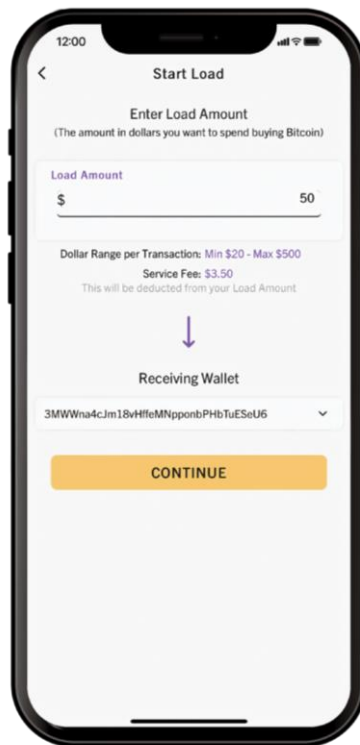 12:00
Start Load
Enter Load Amount
(The amount in dollars you want to spend buying Bitcoin)
Load Amount
$ 50
Dollar Range per Transaction: Min $20 - Max $500
Service Fee: $3.50
This will be deducted from your Load Amount
Receiving Wallet
3MWWna4cJm18vHffeMNpponbPHbTuESeU6
CONTINUE